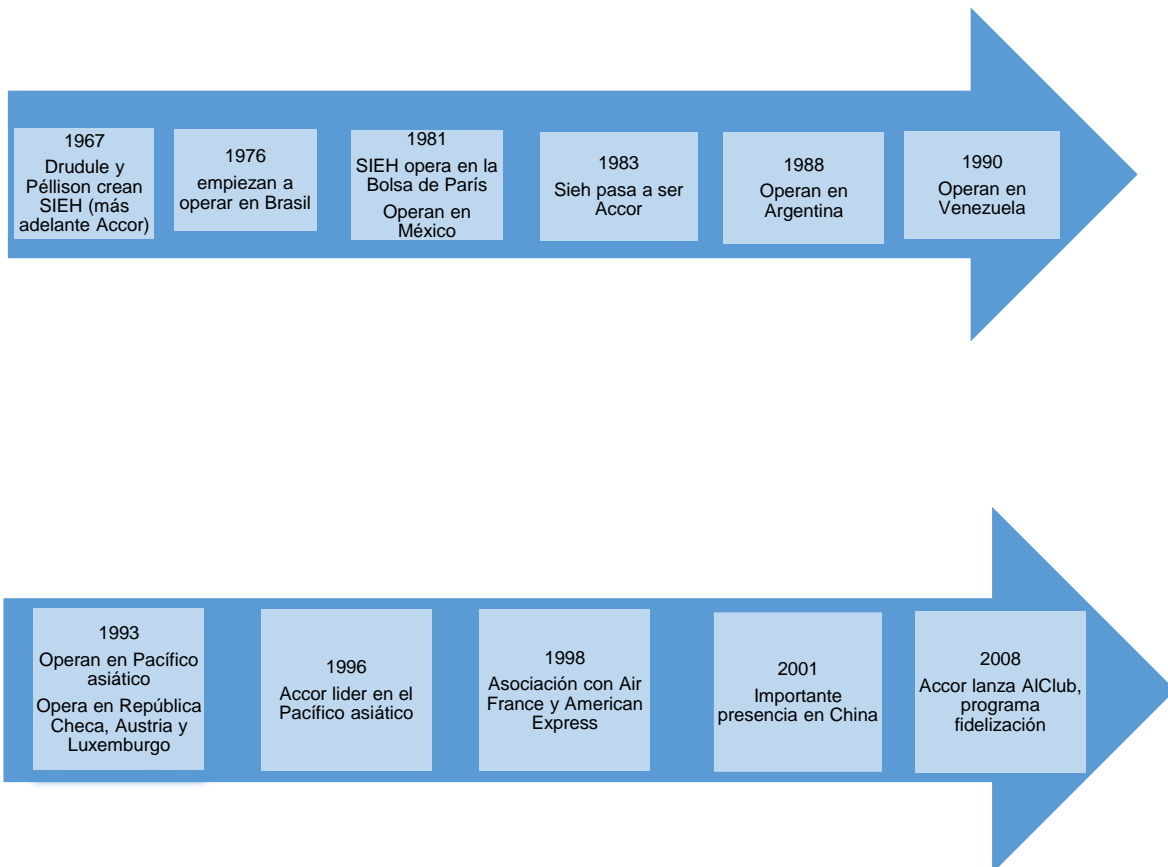 1967
Drudule y
Péllison crean
SIEH (más
adelante Accor)
1976
empiezan a
operar en Brasil
1981
SIEH opera en la
Bolsa de París
Operan en
México
1983
Sieh pasa a ser
Accor
1988
Operan en
Argentina
1990
Operan en
Venezuela
1993
Operan en Pacífico
asiático
Opera en República
Checa, Austria y
Luxemburgo
1996
Accor lider en el
Pacífico asiático
1998
Asociación con Air
France y American
Express
2001
Importante
presencia en China
2008
Accor lanza AlClub,
programa
fidelización